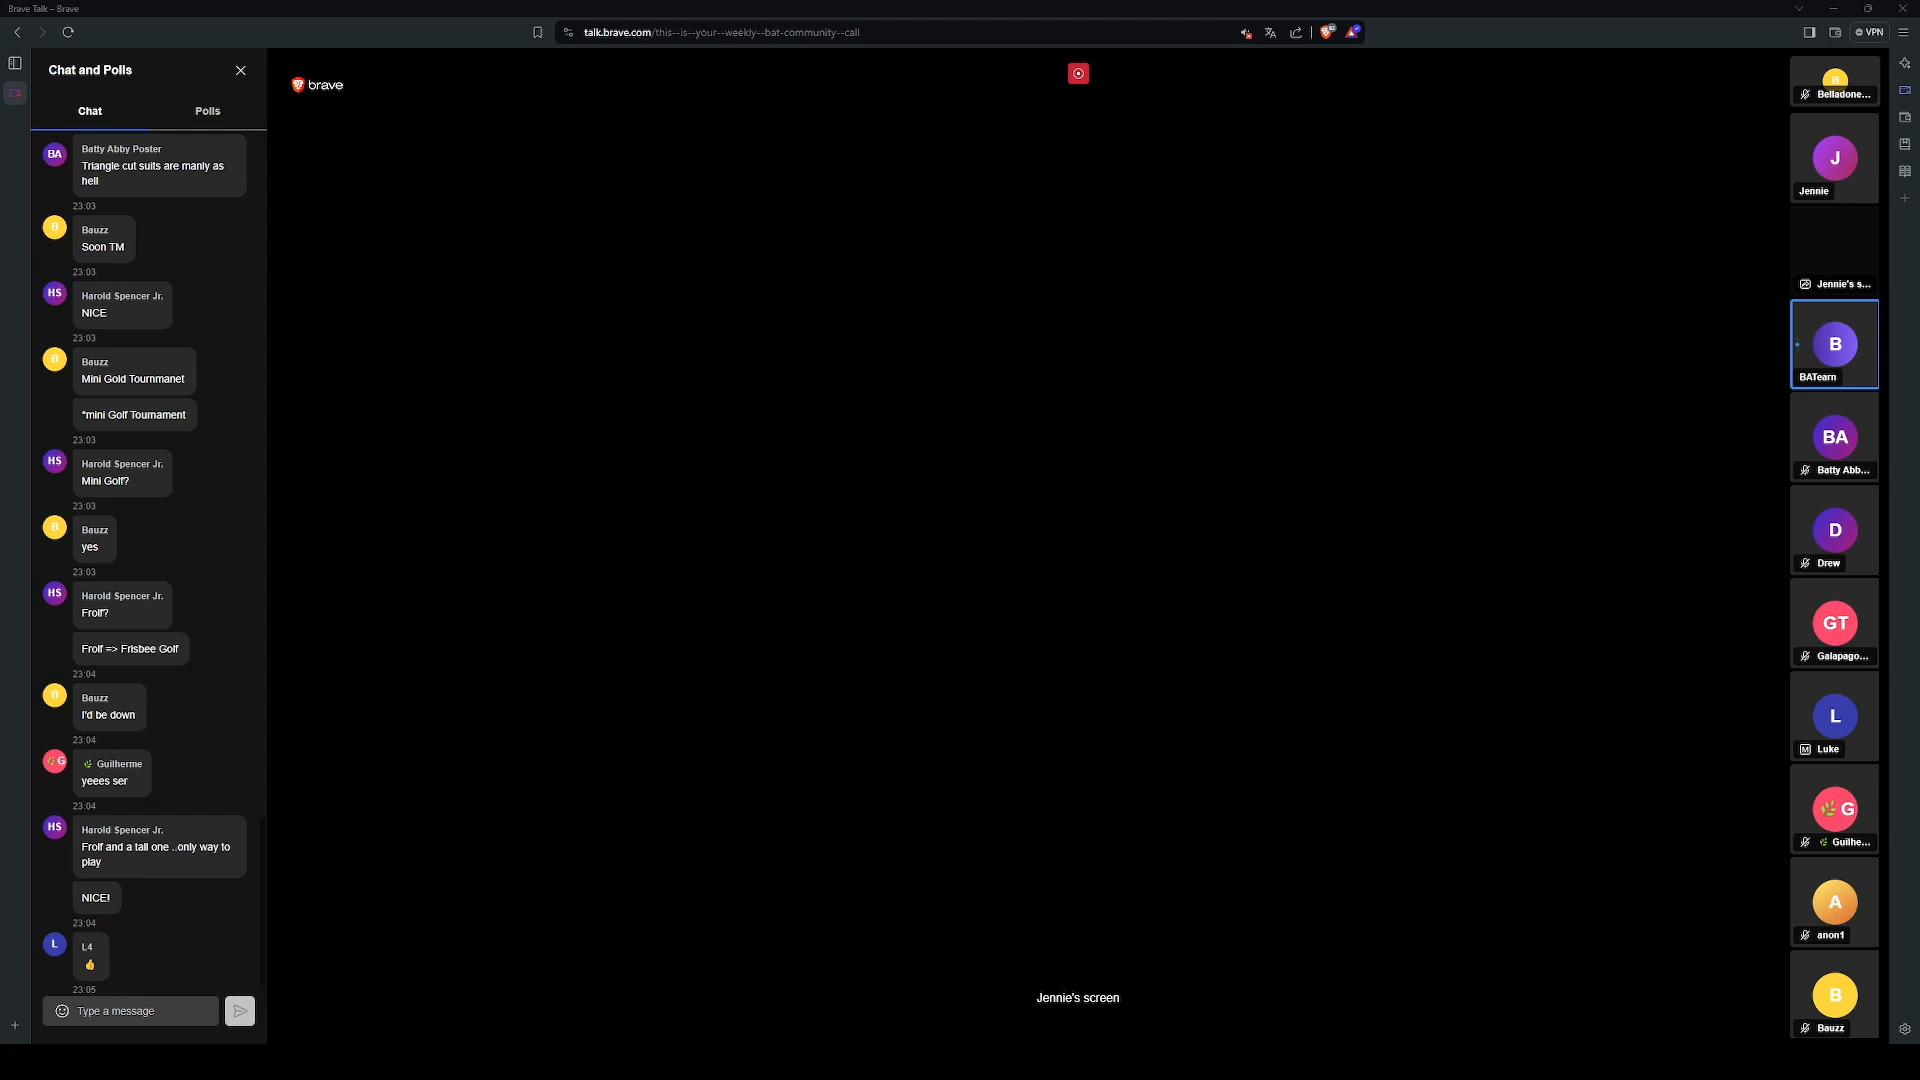 Brave Talk – Brave
talk.brave.com/this--is--your--weekly--bat-community--call
VPN
Chat and Polls
Chat
Polls
BA
Batty Abby Poster
Triangle cut suits are manly as
hell
23:03
B
Bauzz
Soon TM
23:03
HS
Harold Spencer Jr.
NICE
23:03
B
Bauzz
Mini Gold Tournmanet
*mini Golf Tournament
23:03
HS
Harold Spencer Jr.
Mini Golf?
23:03
B
Bauzz
yes
23:03
HS
Harold Spencer Jr.
Frolf?
Frolf => Frisbee Golf
23:04
B
Bauzz
I'd be down
23:04
G
Guilherme
yeees ser
23:04
HS
Harold Spencer Jr.
Frolf and a tall one ..only way to
play
NICE!
23:04
L
L4
23:05
Type a message
brave
Jennie's screen
B
Belladone...
J
Jennie
Jennie's s...
B
BATearn
BA
Batty Abb...
D
Drew
GT
Galapago...
L
M Luke
G
Guilhe...
A
anon1
B
Bauzz